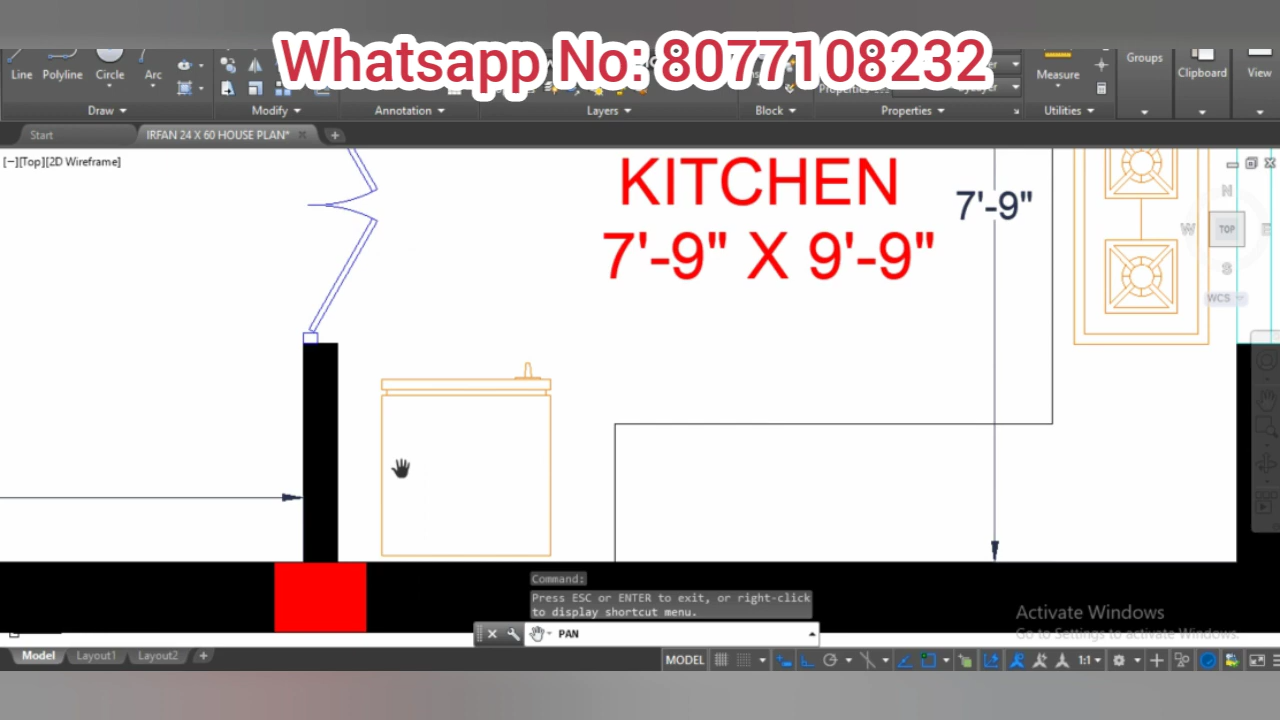 Whatsapp No: 8077108232
Line
Polyline
Circle
Arc
Measure
Groups
Clipboard
View
Draw
Modify
Annotation
Layers
Block
Properties
Utilities
Start
IRFAN 24 X 60 HOUSE PLAN*
[−][Top][2D Wireframe]
KITCHEN
7'-9" X 9'-9"
7'-9"
N
W
TOP
E
S
WCS
Command:
Press ESC or ENTER to exit, or right-click
to display shortcut menu.
PAN
Activate Windows
Go to Settings to activate Windows.
Model
Layout1
Layout2
MODEL
1:1